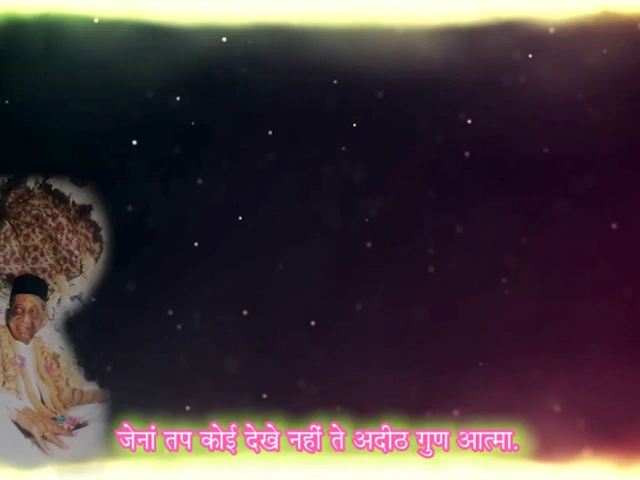 जेनां तप कोई देखे नहीं ते अदीठ गुण आत्मा.